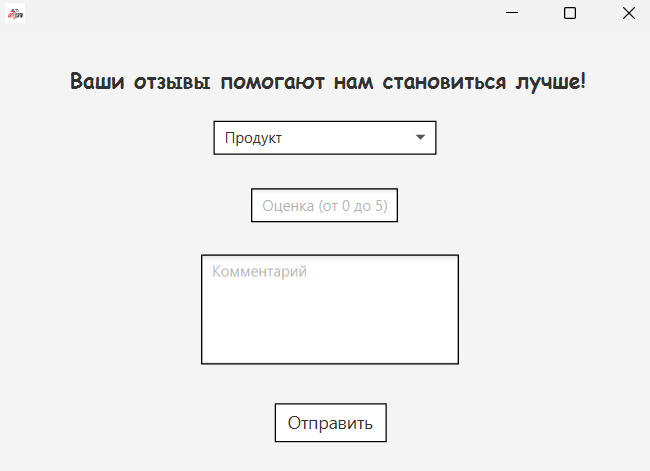 Ваши отзывы помогают нам становиться лучше!
Продукт
Оценка (от 0 до 5)
Комментарий
Отправить